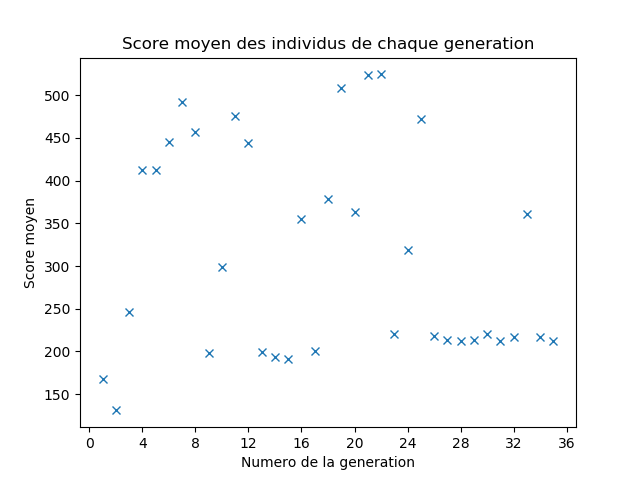 Score moyen des individus de chaque generation
500
450
400
350
300
250
200
150
Score moyen
0 4 8 12 16 20 24 28 32 36
Numero de la generation